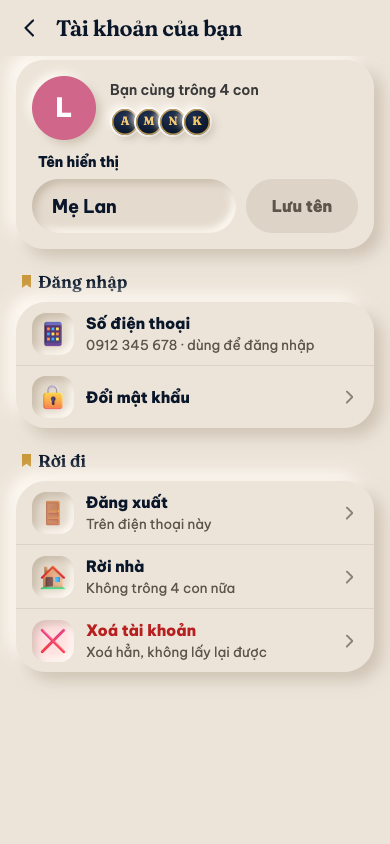 Tài khoản của bạn
L
Bạn cùng trông 4 con
A M N K
Tên hiển thị
Mẹ Lan
Lưu tên
Đăng nhập
Số điện thoại
0912 345 678 · dùng để đăng nhập
Đổi mật khẩu
Rời đi
Đăng xuất
Trên điện thoại này
Rời nhà
Không trông 4 con nữa
Xoá tài khoản
Xoá hẳn, không lấy lại được